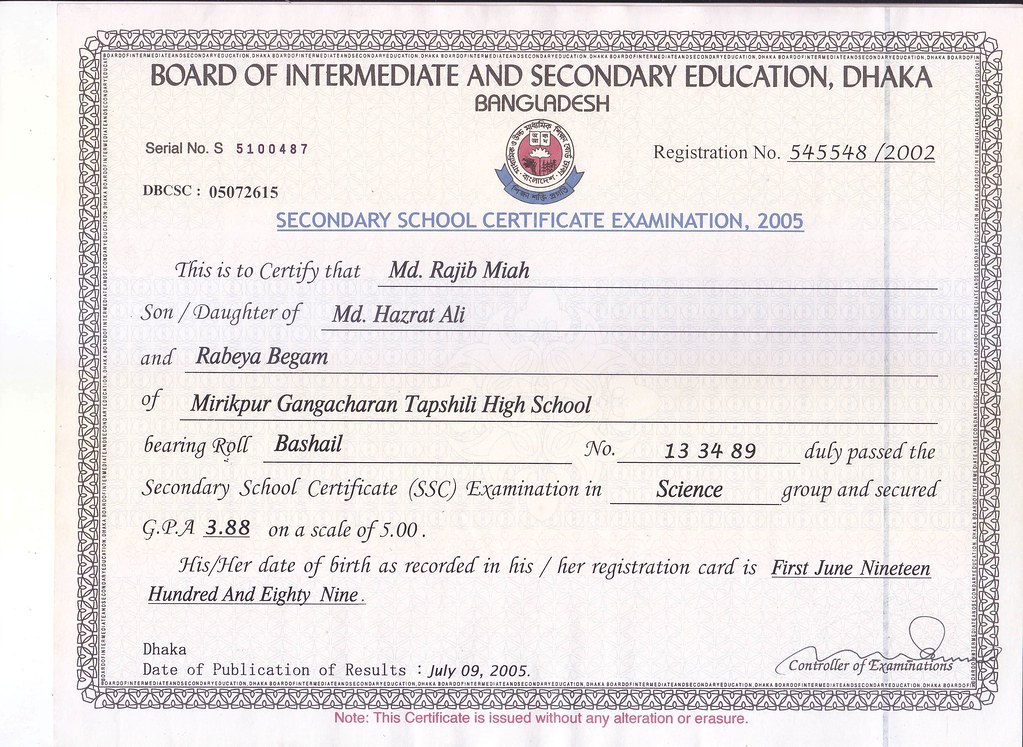 BOARD OF INTERMEDIATE AND SECONDARY EDUCATION, DHAKA
BANGLADESH
Serial No. S 5100487
Registration No. 545548 /2002
DBCSC : 05072615
SECONDARY SCHOOL CERTIFICATE EXAMINATION, 2005
This is to Certify that Md. Rajib Miah
Son / Daughter of Md. Hazrat Ali
and Rabeya Begam
of Mirikpur Gangacharan Tapshili High School
bearing Roll Bashail No. 13 34 89 duly passed the
Secondary School Certificate (SSC) Examination in Science group and secured
G.P.A 3.88 on a scale of 5.00 .
His/Her date of birth as recorded in his / her registration card is First June Nineteen
Hundred And Eighty Nine .
Dhaka
Date of Publication of Results : July 09, 2005.
Controller of Examinations
Note: This Certificate is issued without any alteration or erasure.